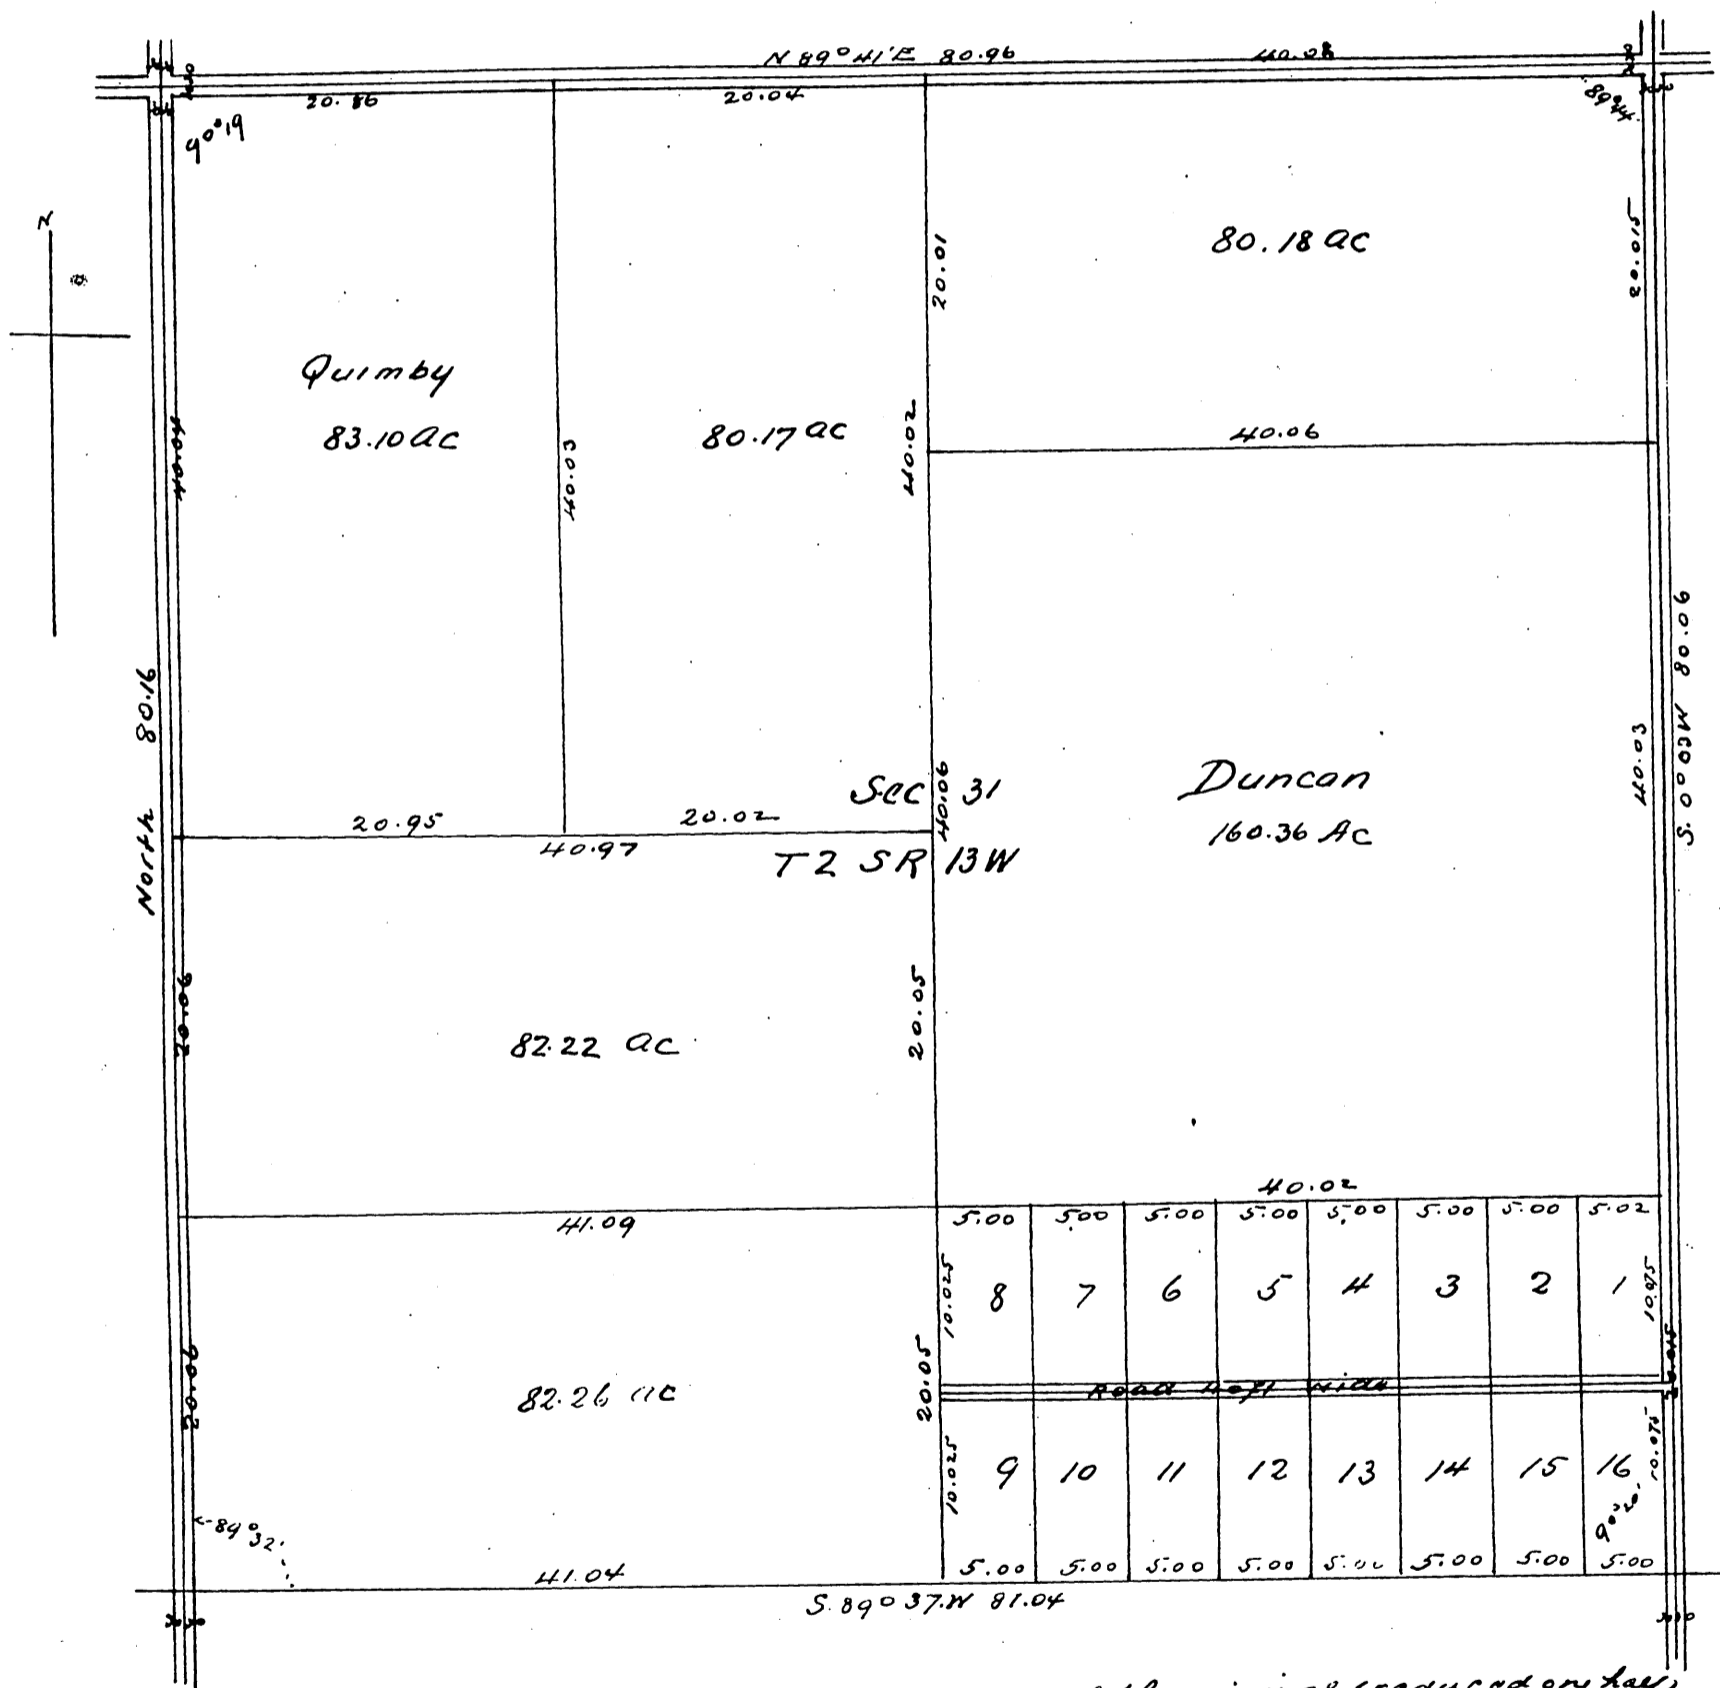 N 89° 41' E 80.96 40.08
20.86 20.04
90°19
89°44
N
20.01
20.015
80.18 ac
Quimby
83.10 ac
80.17 ac
40.04
40.03
40.02
40.06
North 80.16
S. 0°03 W 80.06
40.03
Sec 31
40.06
Duncan
160.36 Ac
20.95 20.02
40.97
T 2 S R 13 W
20.06
20.05
82.22 ac
40.02
41.09
5.00 5.00 5.00 5.00 5.00 5.00 5.00 5.02
10.025
8 7 6 5 4 3 2 1
20.06
20.05
20.015
Road 40 ft wide
82.26 ac
10.025
9 10 11 12 13 14 15 16
89°32
41.04
5.00 5.00 5.00 5.00 5.00 5.00 5.00 5.00
S. 89° 37. W 81.04